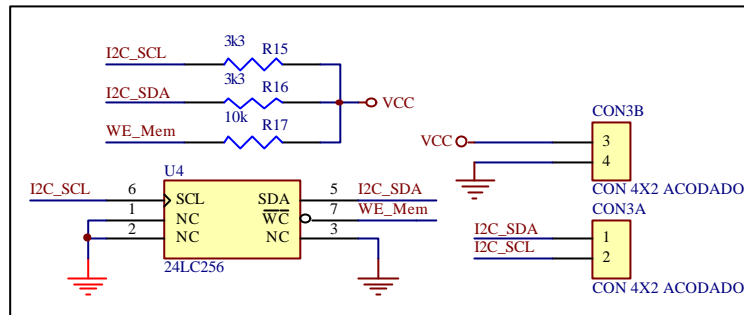 3k3
I2C_SCL R15
3k3
I2C_SDA R16
VCC
10k
WE_Mem R17
CON3B
VCC 3
4
CON 4X2 ACODADO
U4
I2C_SCL 6 SCL SDA 5 I2C_SDA
1 NC WC 7 WE_Mem
2 NC NC 3
24LC256
CON3A
I2C_SDA 1
I2C_SCL 2
CON 4X2 ACODADO